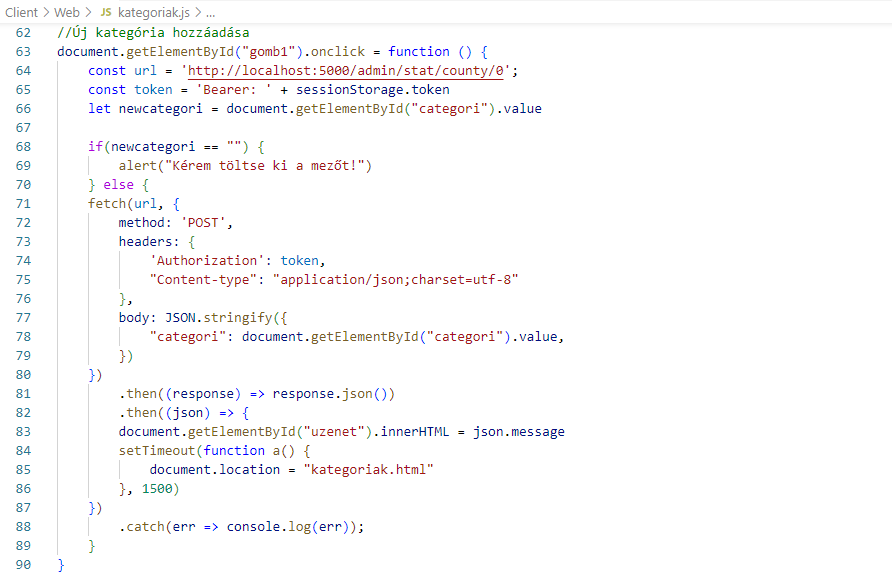 Client > Web > JS kategoriak.js > ...
62 //Új kategória hozzáadása
63 document.getElementById("gomb1").onclick = function () {
64     const url = 'http://localhost:5000/admin/stat/county/0';
65     const token = 'Bearer: ' + sessionStorage.token
66     let newcategori = document.getElementById("categori").value
67
68     if(newcategori == "") {
69         alert("Kérem töltse ki a mezőt!")
70     } else {
71     fetch(url, {
72         method: 'POST',
73         headers: {
74             'Authorization': token,
75             "Content-type": "application/json;charset=utf-8"
76         },
77         body: JSON.stringify({
78             "categori": document.getElementById("categori").value,
79         })
80     })
81         .then((response) => response.json())
82         .then((json) => {
83         document.getElementById("uzenet").innerHTML = json.message
84         setTimeout(function a() {
85             document.location = "kategoriak.html"
86         }, 1500)
87     })
88         .catch(err => console.log(err));
89     }
90 }